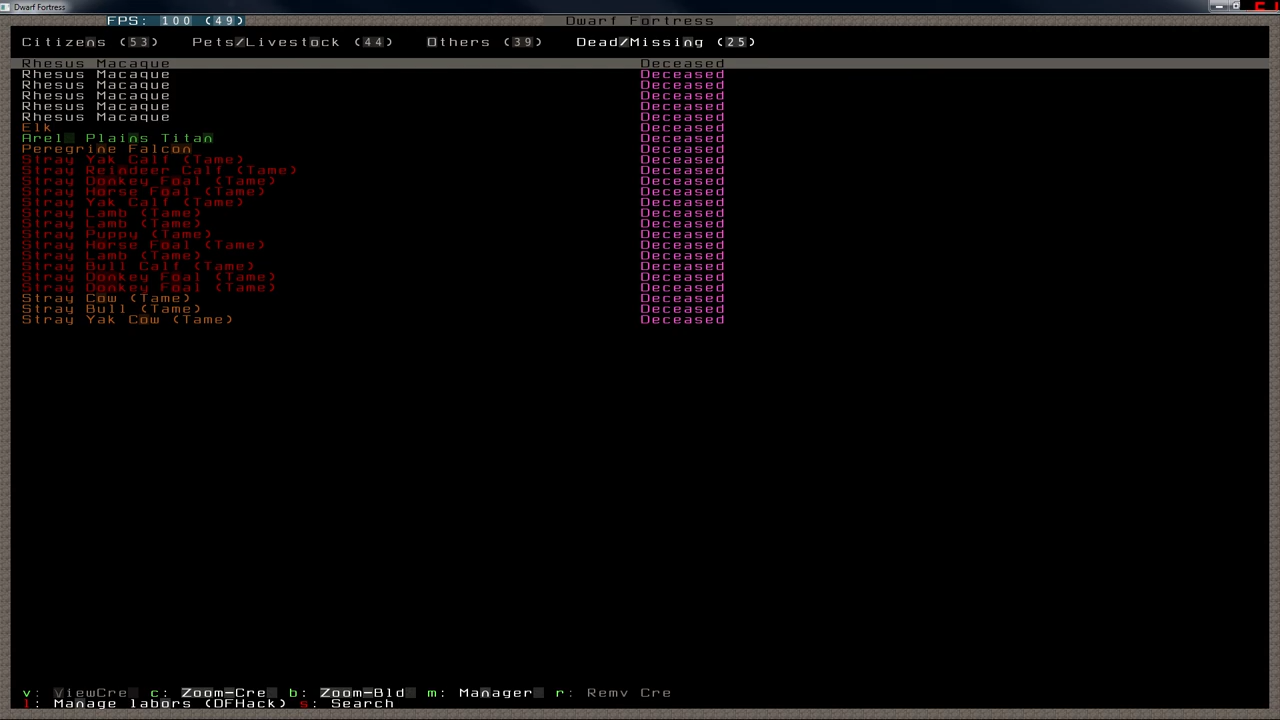 Dwarf Fortress
FPS: 100 (49) Dwarf Fortress
Citizens (53) Pets/Livestock (44) Others (39) Dead/Missing (25)
Rhesus Macaque Deceased
Rhesus Macaque Deceased
Rhesus Macaque Deceased
Rhesus Macaque Deceased
Rhesus Macaque Deceased
Rhesus Macaque Deceased
Elk Deceased
Arel Plains Titan Deceased
Peregrine Falcon Deceased
Stray Yak Calf (Tame) Deceased
Stray Reindeer Calf (Tame) Deceased
Stray Donkey Foal (Tame) Deceased
Stray Horse Foal (Tame) Deceased
Stray Yak Calf (Tame) Deceased
Stray Lamb (Tame) Deceased
Stray Lamb (Tame) Deceased
Stray Puppy (Tame) Deceased
Stray Horse Foal (Tame) Deceased
Stray Lamb (Tame) Deceased
Stray Bull Calf (Tame) Deceased
Stray Donkey Foal (Tame) Deceased
Stray Donkey Foal (Tame) Deceased
Stray Cow (Tame) Deceased
Stray Bull (Tame) Deceased
Stray Yak Cow (Tame) Deceased
v: ViewCre c: Zoom-Cre b: Zoom-Bld m: Manager r: Remv Cre
l: Manage labors (DFHack) s: Search